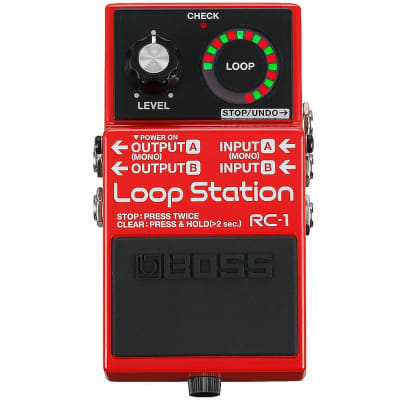 CHECK
LOOP
LEVEL
STOP/UNDO→
▼POWER ON
←OUTPUT A
(MONO)
←OUTPUT B
INPUT A←
(MONO)
INPUT B←
Loop Station
STOP : PRESS TWICE
CLEAR : PRESS & HOLD(>2 sec.)
RC-1
BOSS